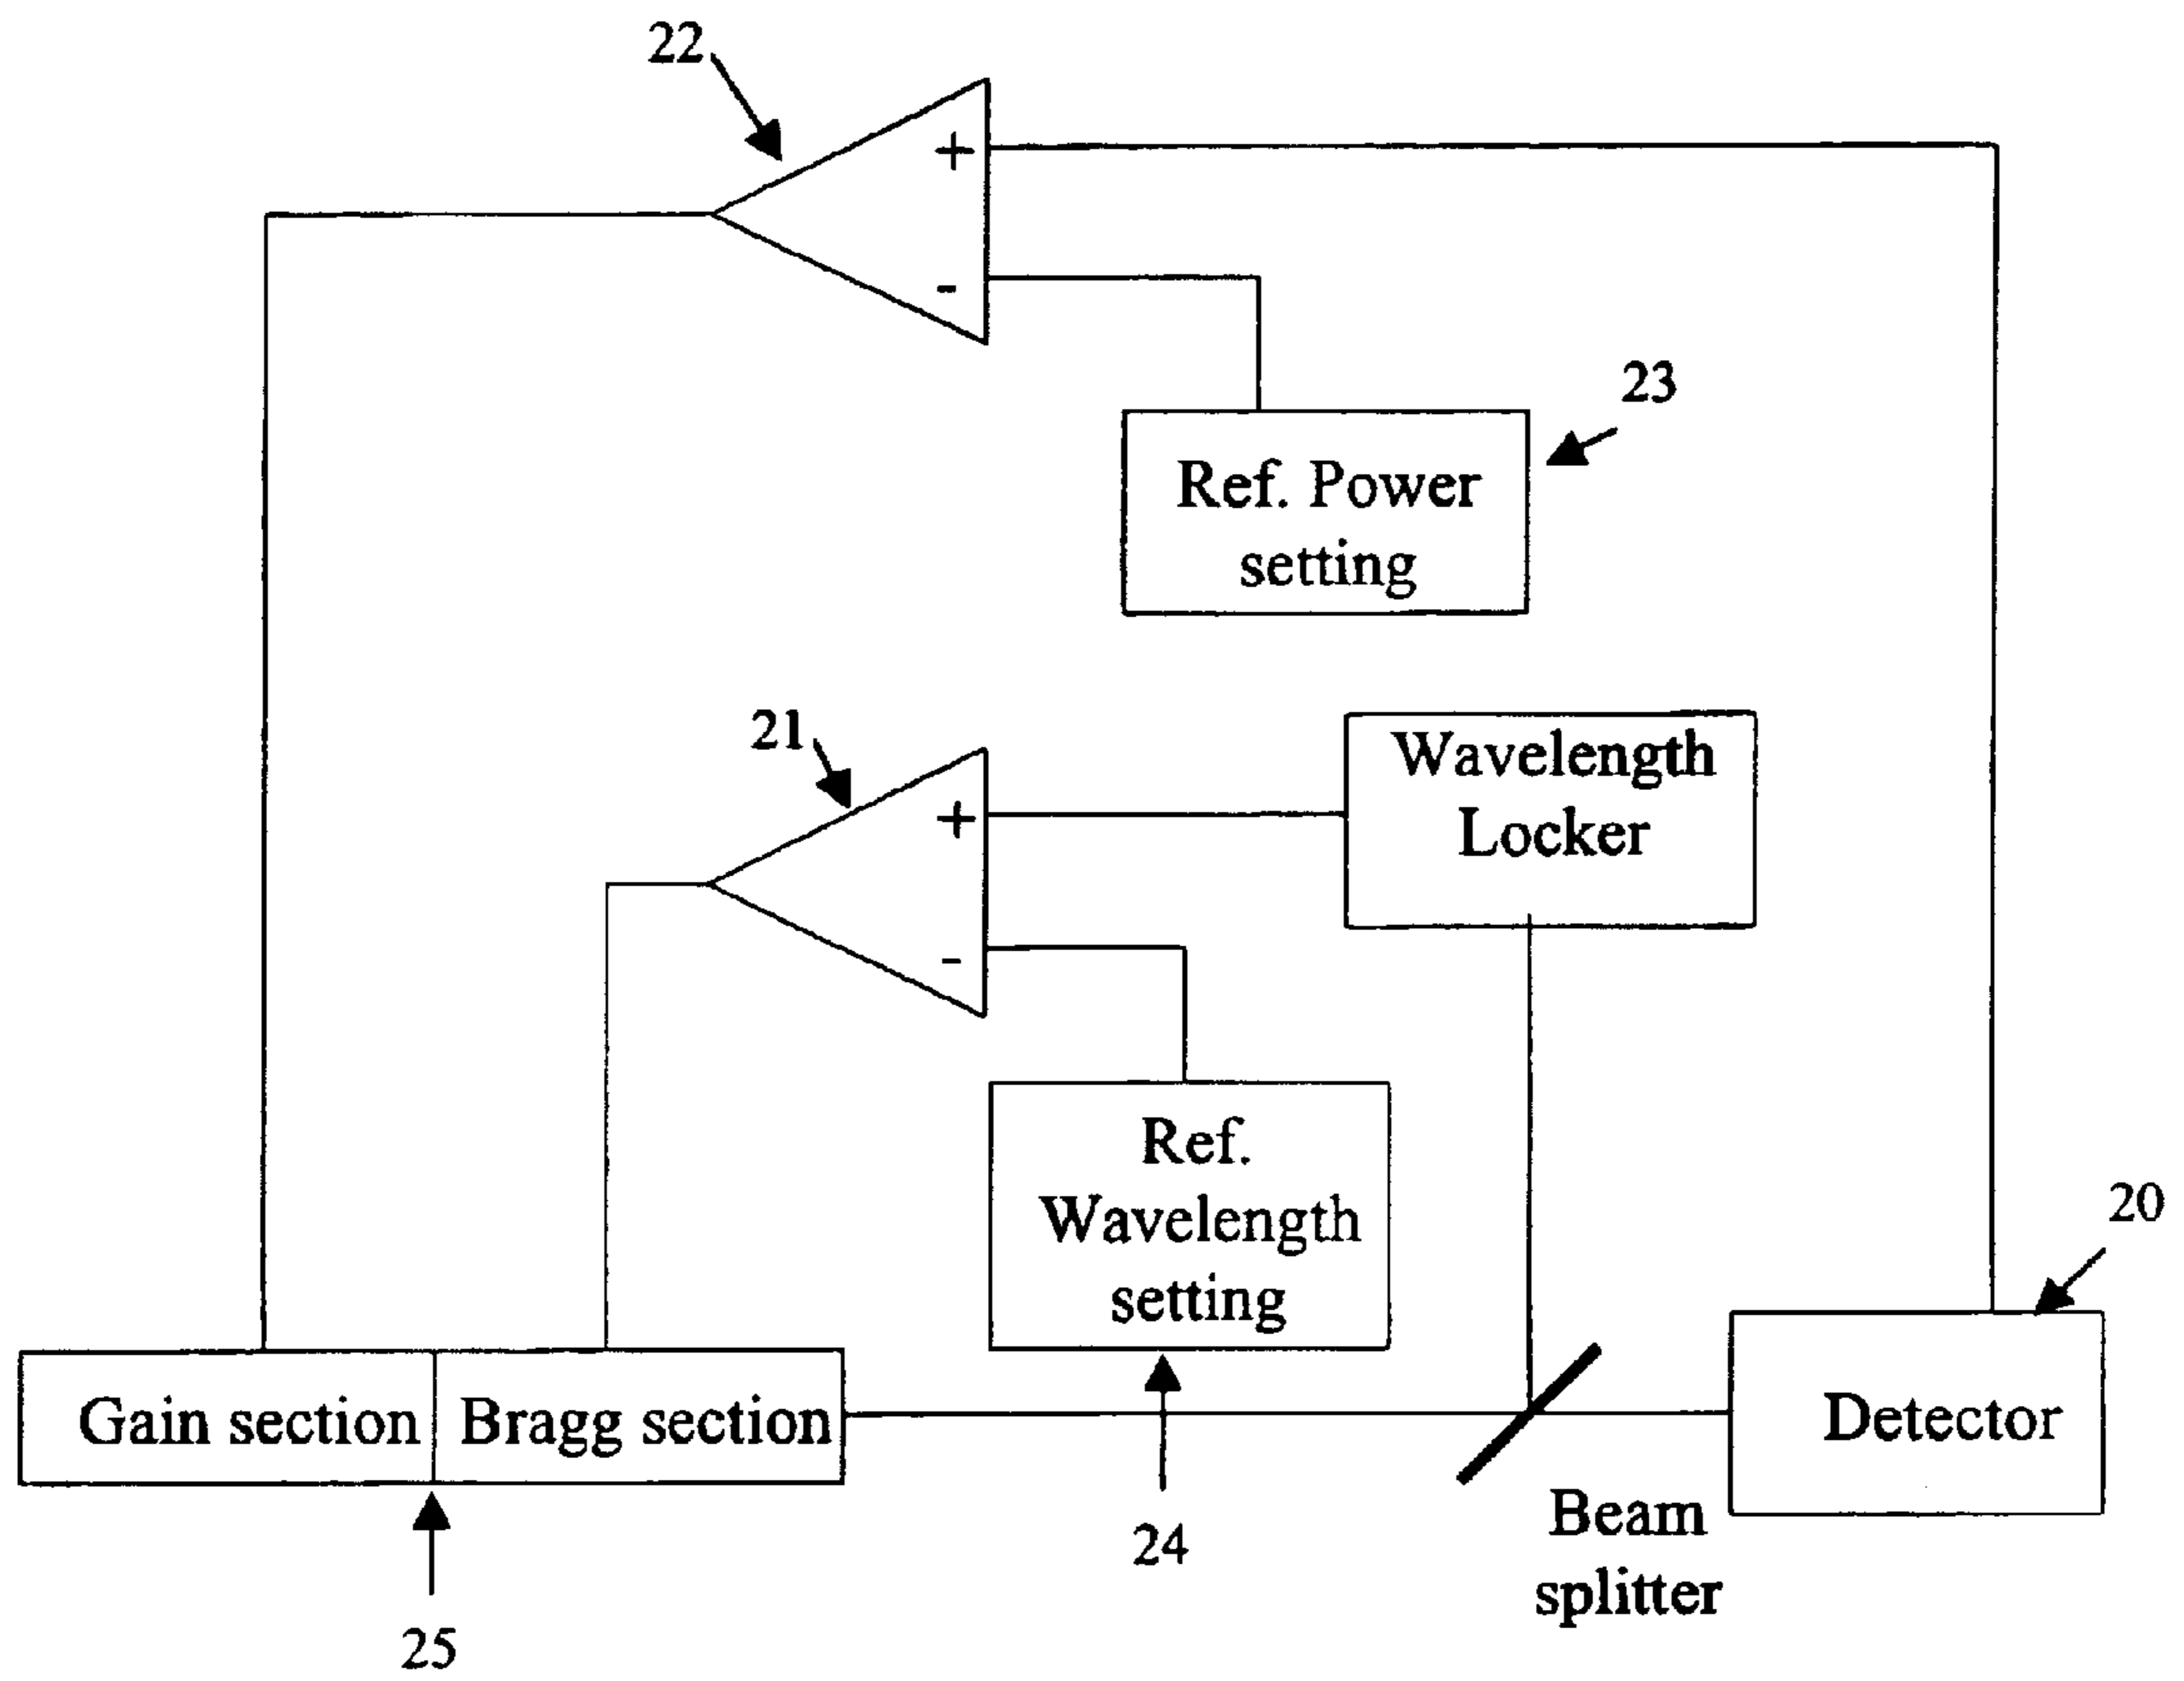 22
+
-
23
Ref. Power
setting
21
+
-
Wavelength
Locker
Ref.
Wavelength
setting
20
Gain section
Bragg section
Detector
24
Beam
splitter
25